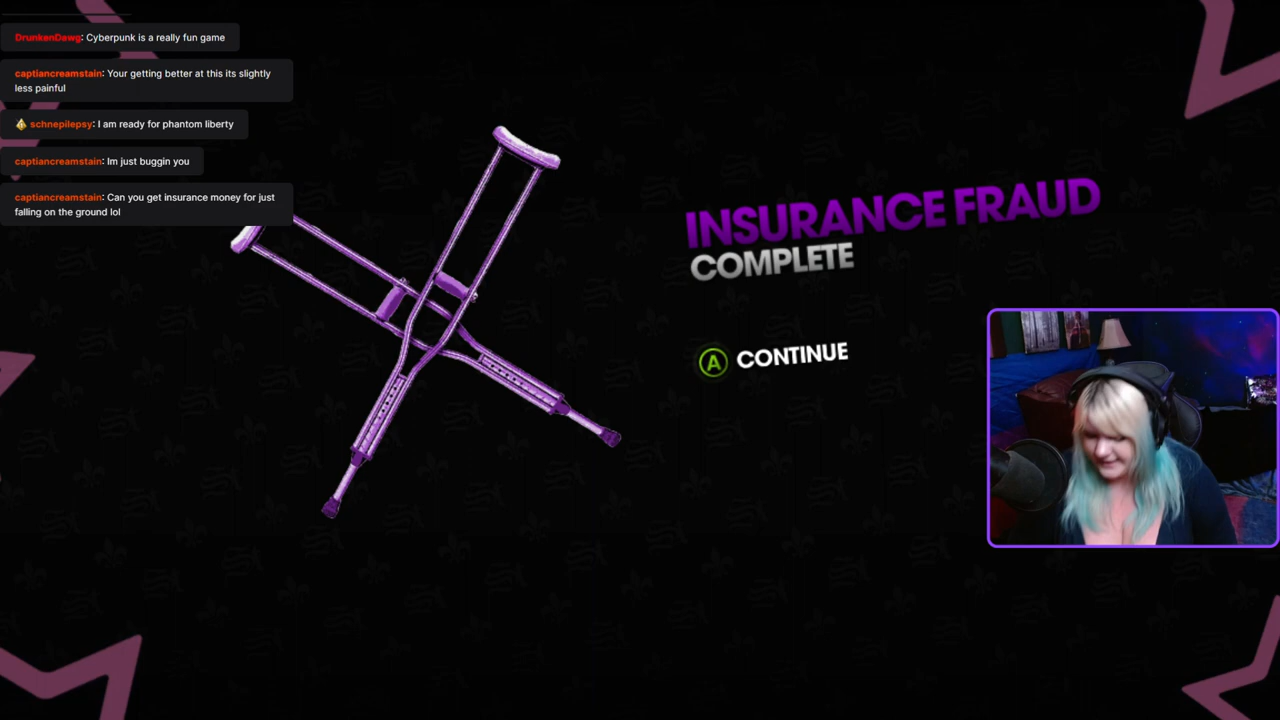 DrunkenDawg: Cyberpunk is a really fun game
captiancreamstain: Your getting better at this its slightly
less painful
schnepilepsy: I am ready for phantom liberty
captiancreamstain: Im just buggin you
captiancreamstain: Can you get insurance money for just
falling on the ground lol
INSURANCE FRAUD
COMPLETE
A CONTINUE